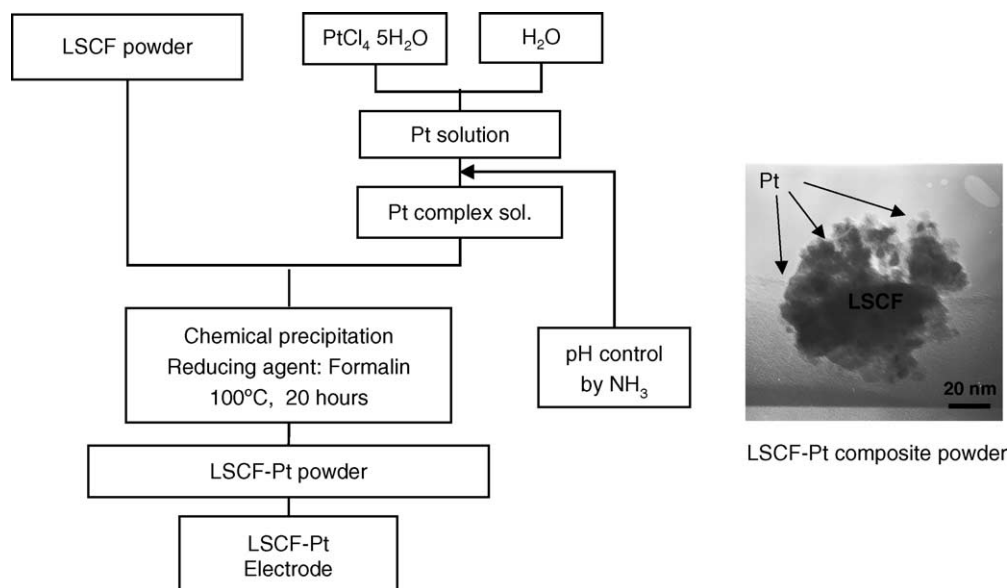 LSCF powder
PtCl₄ 5H₂O
H₂O
Pt solution
Pt complex sol.
Chemical precipitation
Reducing agent: Formalin
100ºC, 20 hours
pH control
by NH₃
LSCF-Pt powder
LSCF-Pt
Electrode
Pt
LSCF
20 nm
LSCF-Pt composite powder